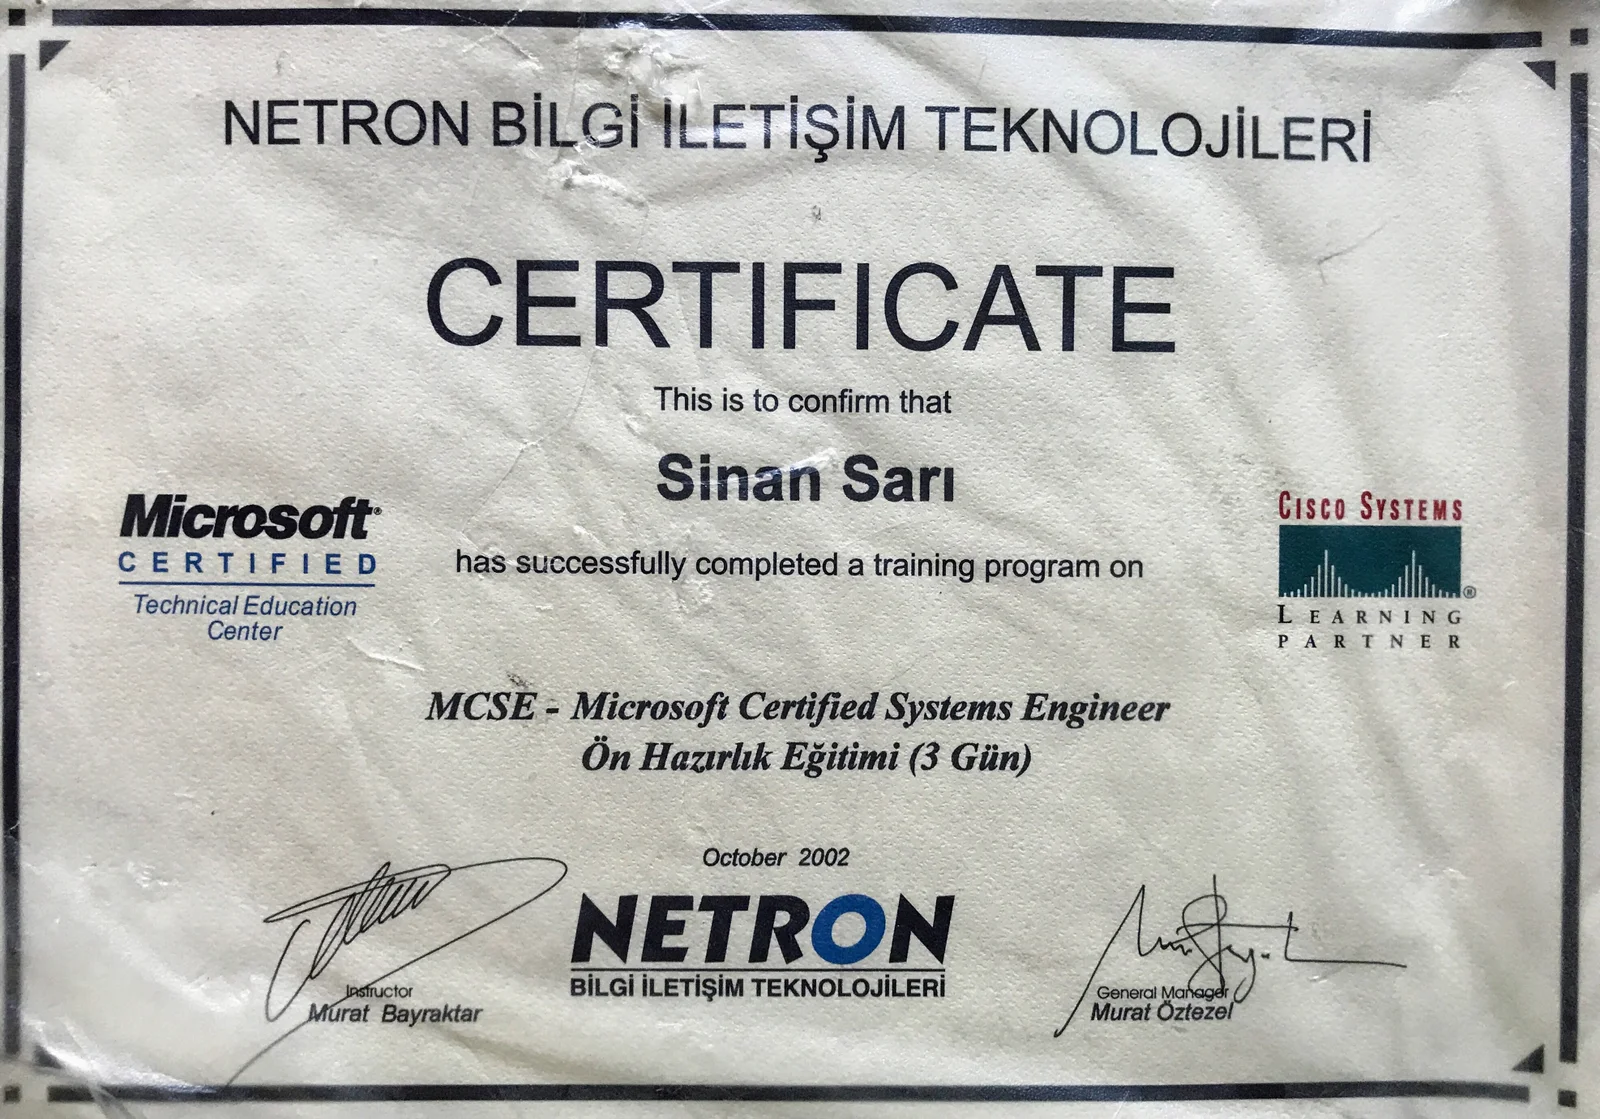 NETRON BİLGİ İLETİŞİM TEKNOLOJİLERİ
CERTIFICATE
This is to confirm that
Sinan Sarı
has successfully completed a training program on
Microsoft®
CERTIFIED
Technical Education
Center
CISCO SYSTEMS
®
LEARNING
PARTNER
MCSE - Microsoft Certified Systems Engineer
Ön Hazırlık Eğitimi (3 Gün)
October 2002
NETRON
BİLGİ İLETİŞİM TEKNOLOJİLERİ
Instructor
Murat Bayraktar
General Manager
Murat Öztezel